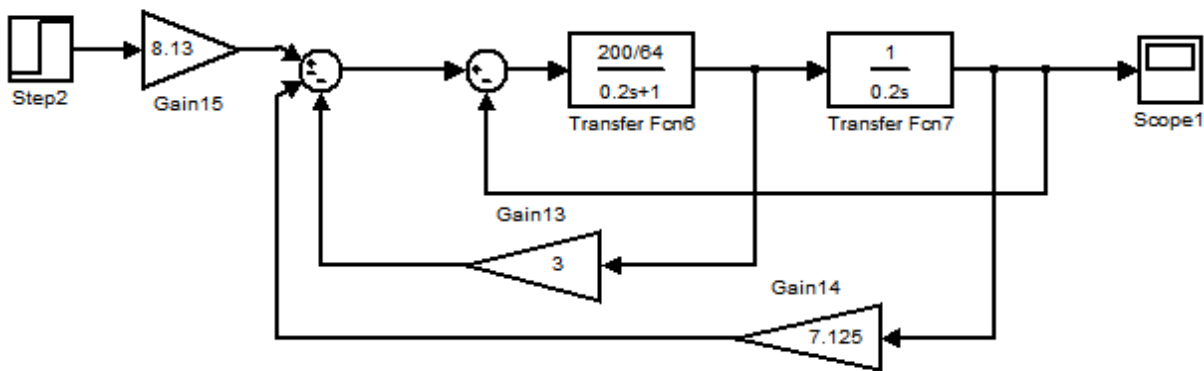 8.13
Step2
Gain15
200/64
0.2s+1
Transfer Fcn6
1
0.2s
Transfer Fcn7
Scope1
Gain13
3
Gain14
7.125